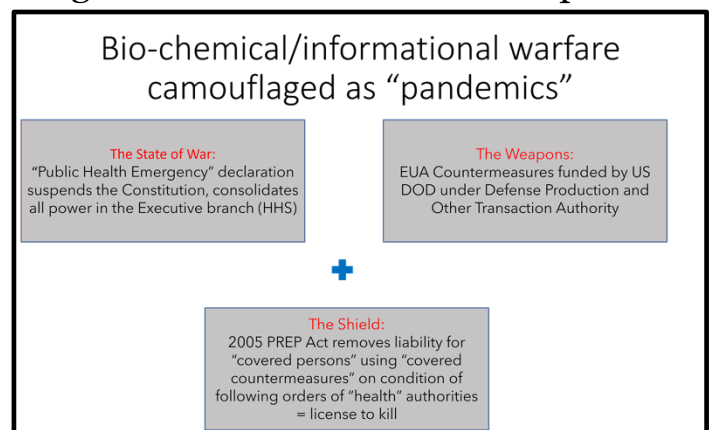 Bio-chemical/informational warfare
camouflaged as “pandemics”
The State of War:
“Public Health Emergency” declaration
suspends the Constitution, consolidates
all power in the Executive branch (HHS)
The Weapons:
EUA Countermeasures funded by US
DOD under Defense Production and
Other Transaction Authority
The Shield:
2005 PREP Act removes liability for
“covered persons” using “covered
countermeasures” on condition of
following orders of “health” authorities
= license to kill